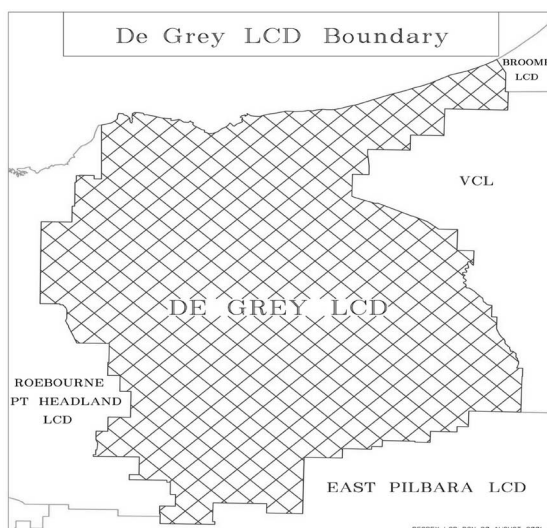 De Grey LCD Boundary
BROOME
LCD
VCL
DE GREY LCD
ROEBOURNE
PT HEADLAND
LCD
EAST PILBARA LCD